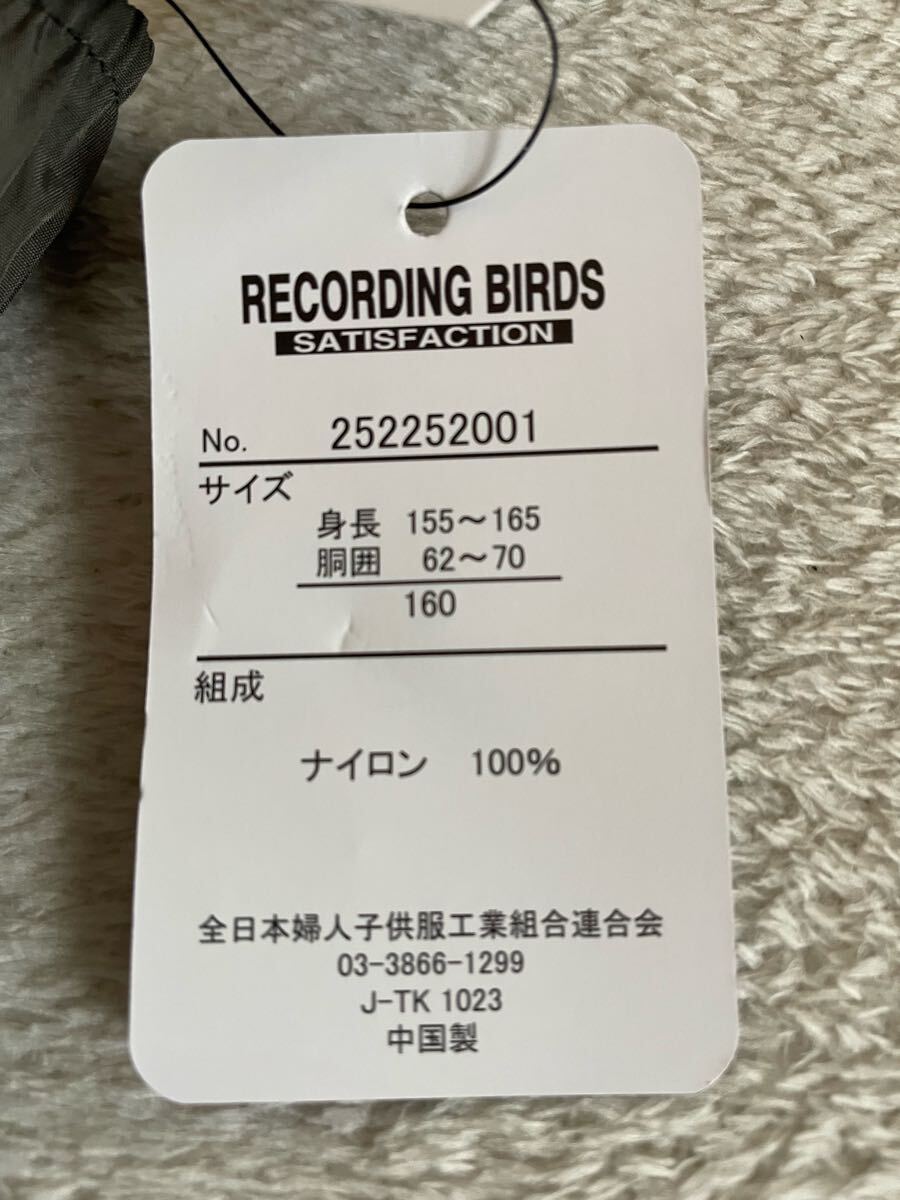 RECORDING BIRDS
SATISFACTION
No. 252252001
サイズ
身長 155～165
胴囲 62～70
160
組成
ナイロン 100%
全日本婦人子供服工業組合連合会
03-3866-1299
J-TK 1023
中国製